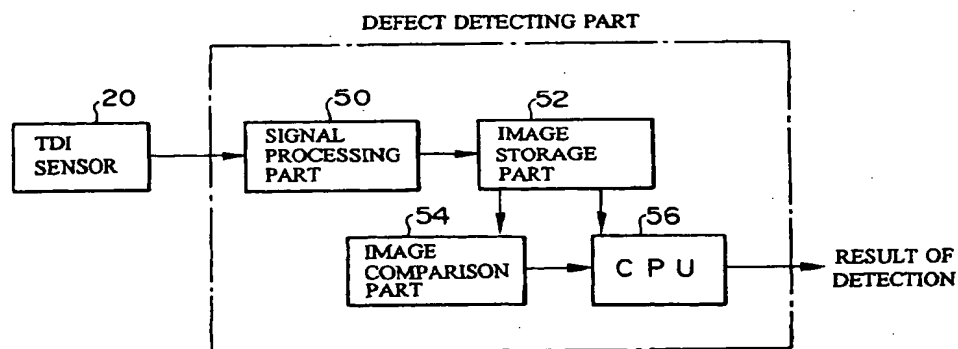 DEFECT DETECTING PART
20
TDI
SENSOR
50
SIGNAL
PROCESSING
PART
52
IMAGE
STORAGE
PART
54
IMAGE
COMPARISON
PART
56
CPU
RESULT OF
DETECTION